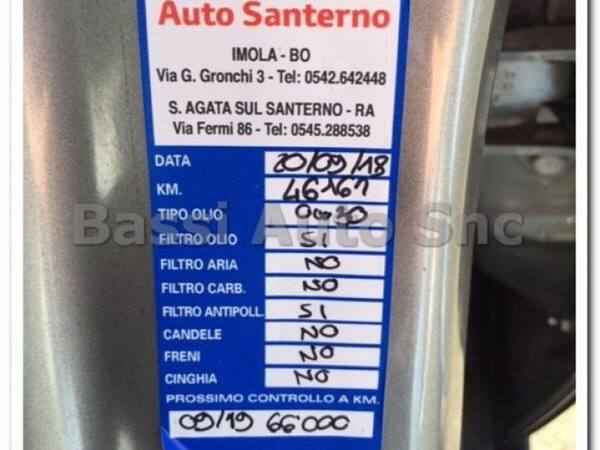 Auto Santerno
IMOLA - BO
Via G. Gronchi 3 - Tel: 0542.642448
S. AGATA SUL SANTERNO - RA
Via Fermi 86 - Tel: 0545.288538
DATA 20/09/18
KM. 46161
TIPO OLIO 0W30
FILTRO OLIO SI
FILTRO ARIA NO
FILTRO CARB. NO
FILTRO ANTIPOLL. SI
CANDELE NO
FRENI NO
CINGHIA NO
PROSSIMO CONTROLLO A KM.
09/19 66000
Bassi Auto Snc